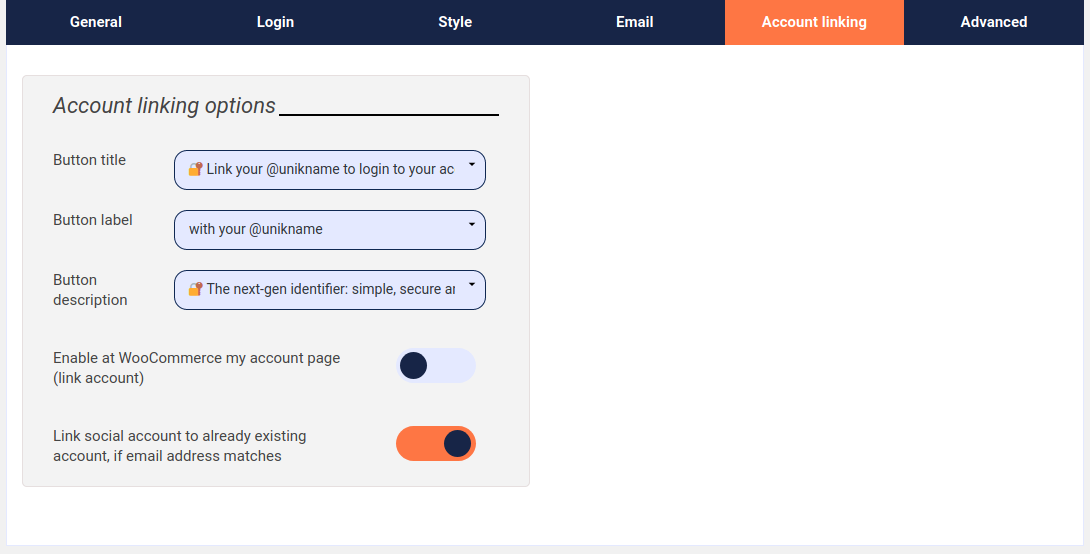 General Login Style Email Account linking Advanced
Account linking options
Button title
🔐 Link your @unikname to login to your ac
Button label
with your @unikname
Button
description
🔐 The next-gen identifier: simple, secure
Enable at WooCommerce my account page
(link account)
Link social account to already existing
account, if email address matches